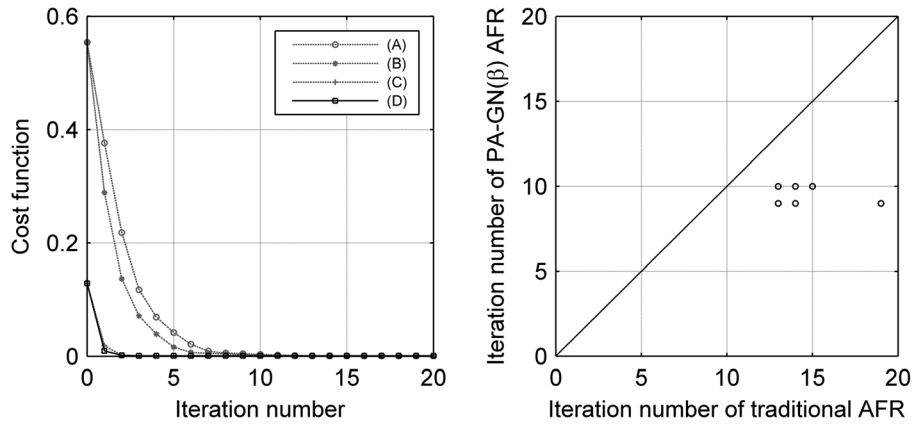 0.6
0.4
0.2
0
Cost function
(A)
(B)
(C)
(D)
0 5 10 15 20
Iteration number
20
15
10
5
0
Iteration number of PA-GN(β) AFR
0 5 10 15 20
Iteration number of traditional AFR